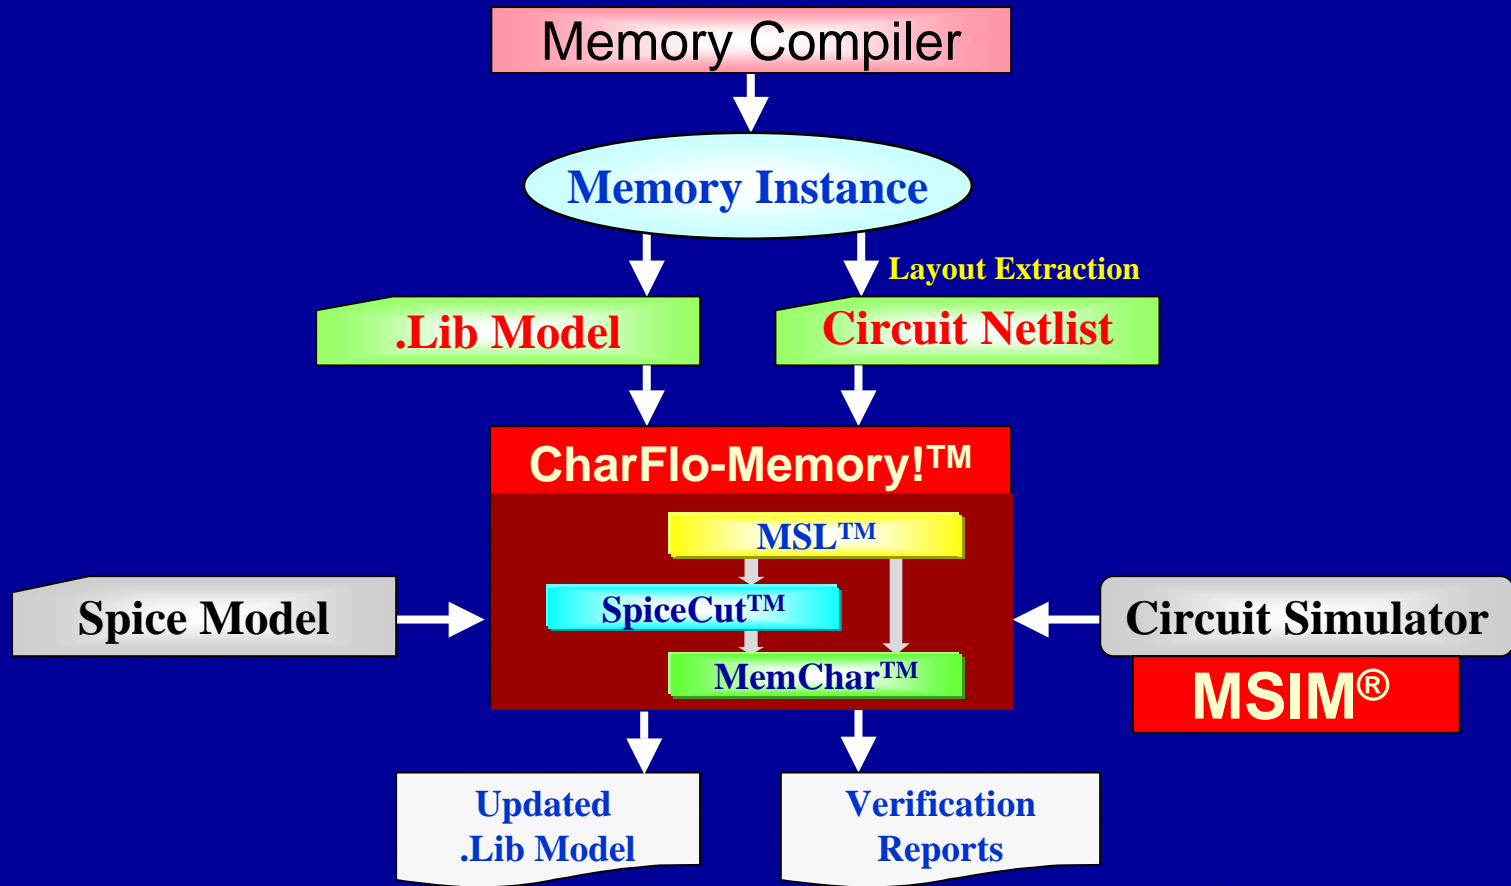 Memory Compiler
Memory Instance
Layout Extraction
.Lib Model
Circuit Netlist
CharFlo-Memory!™
MSL™
SpiceCut™
MemChar™
Spice Model
Circuit Simulator
MSIM®
Updated
.Lib Model
Verification
Reports